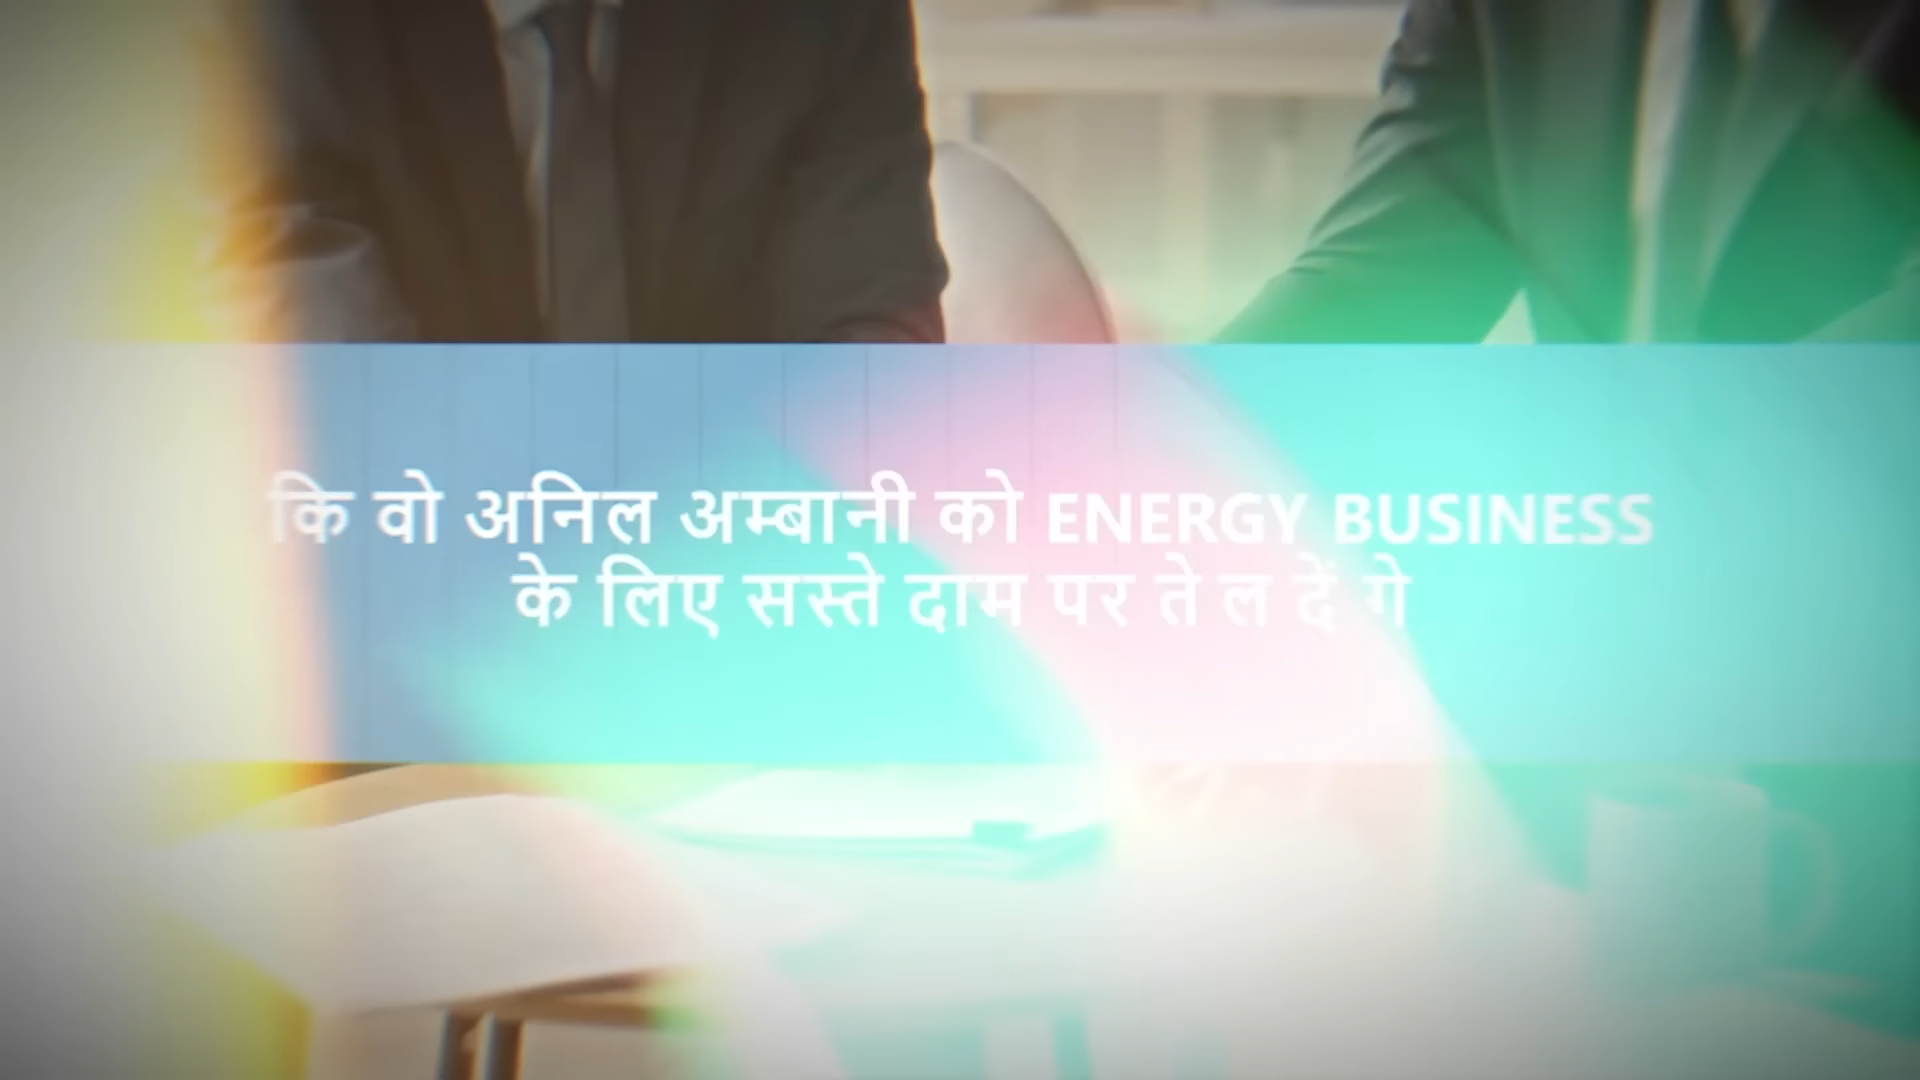 कि वो अनिल अम्बानी को ENERGY BUSINESS
के लिए सस्ते दाम पर ते ल दें गे